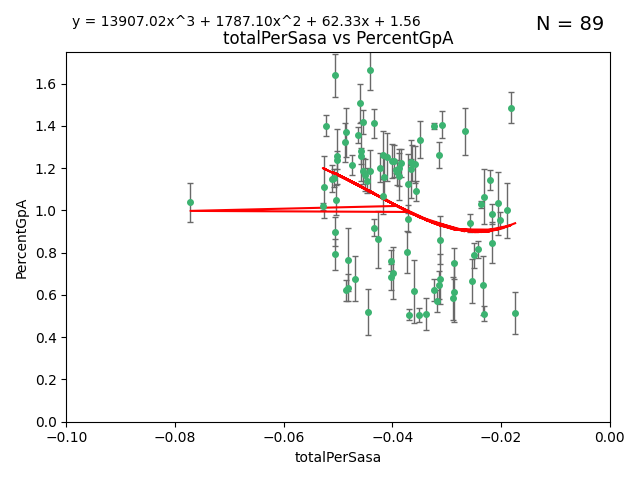 y = 13907.02x^3 + 1787.10x^2 + 62.33x + 1.56
N = 89
totalPerSasa vs PercentGpA
PercentGpA
1.6
1.4
1.2
1.0
0.8
0.6
0.4
0.2
0.0
−0.10 −0.08 −0.06 −0.04 −0.02 0.00
totalPerSasa